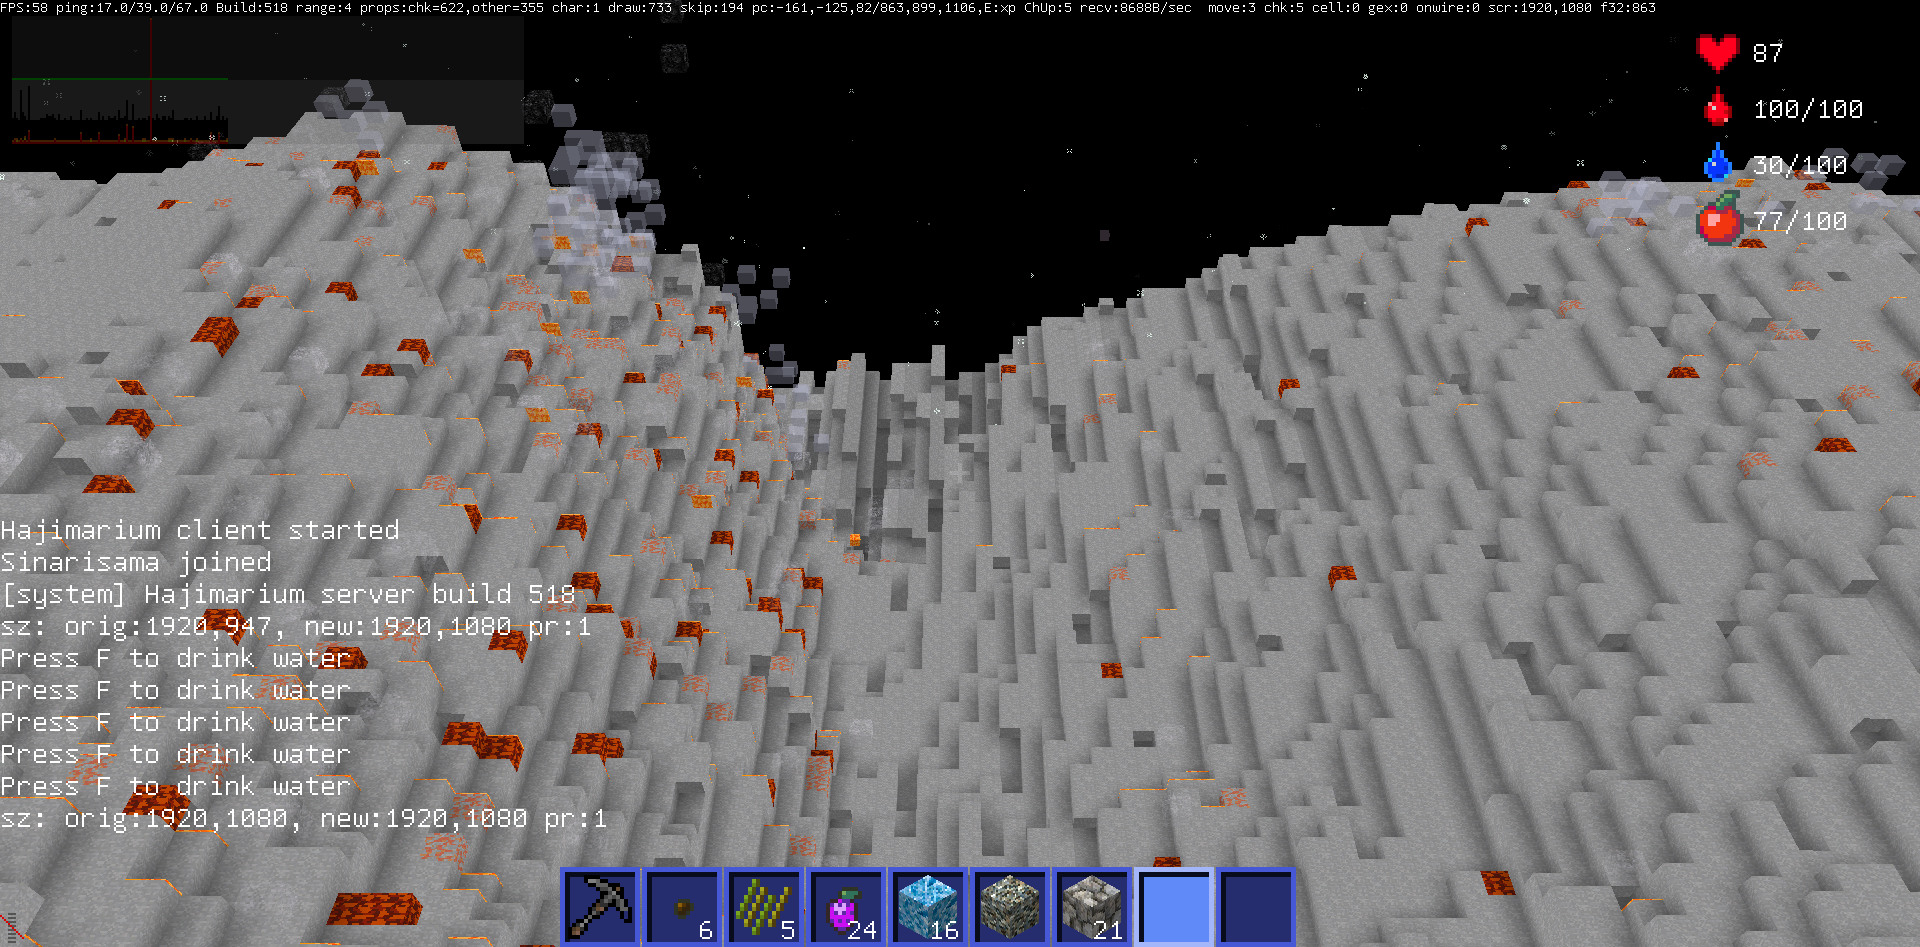 FPS:58 ping:17.0/39.0/67.0 Build:518 range:4 props:chk=622,other=355 char:1 draw:733 skip:194 pc:-161,-125,82/863,899,1106,E:xp ChUp:5 recv:8688B/sec  move:3 chk:5 cell:0 gex:0 onwire:0 scr:1920,1080 f32:863
87
100/100
30/100
77/100
Hajimarium client started
Sinarisama joined
[system] Hajimarium server build 518
sz: orig:1920,947, new:1920,1080 pr:1
Press F to drink water
Press F to drink water
Press F to drink water
Press F to drink water
Press F to drink water
sz: orig:1920,1080, new:1920,1080 pr:1
6 5 24 16 21